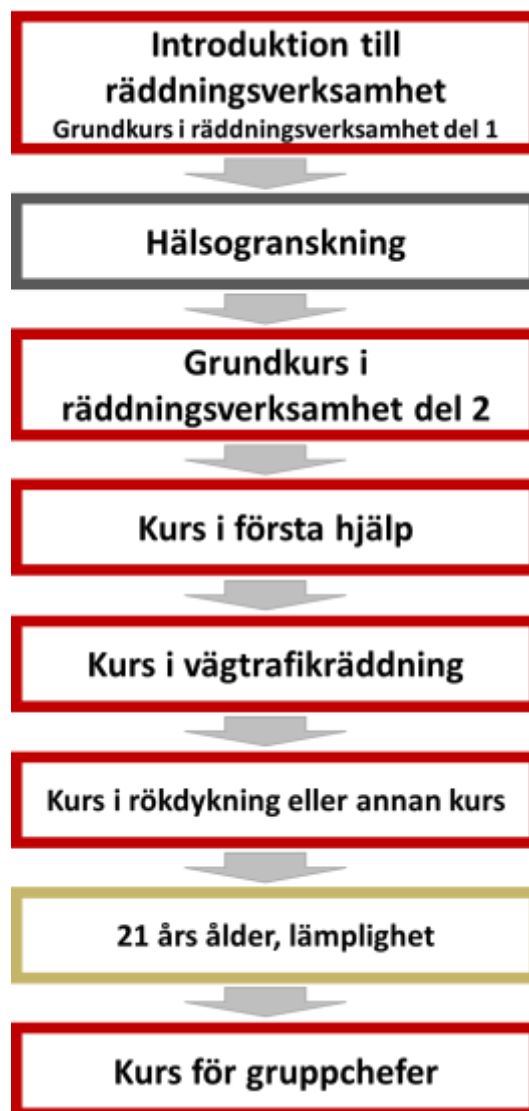 Introduktion till
räddningsverksamhet
Grundkurs i räddningsverksamhet del 1
Hälsogranskning
Grundkurs i
räddningsverksamhet del 2
Kurs i första hjälp
Kurs i vägtrafikräddning
Kurs i rökdykning eller annan kurs
21 års ålder, lämplighet
Kurs för gruppchefer